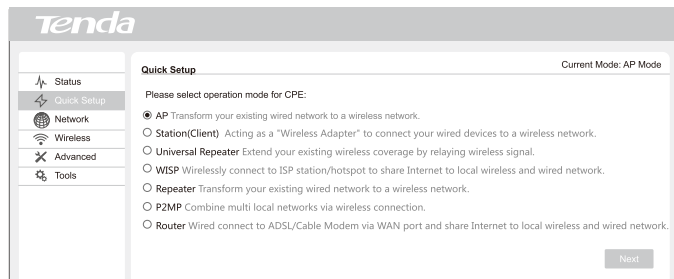 Tenda
Current Mode: AP Mode
Quick Setup
Status
Quick Setup
Network
Wireless
Advanced
Tools
Please select operation mode for CPE:
AP Transform your existing wired network to a wireless network.
Station(Client) Acting as a "Wireless Adapter" to connect your wired devices to a wireless network.
Universal Repeater Extend your existing wireless coverage by relaying wireless signal.
WISP Wirelessly connect to ISP station/hotspot to share Internet to local wireless and wired network.
Repeater Transform your existing wired network to a wireless network.
P2MP Combine multi local networks via wireless connection.
Router Wired connect to ADSL/Cable Modem via WAN port and share Internet to local wireless and wired network.
Next